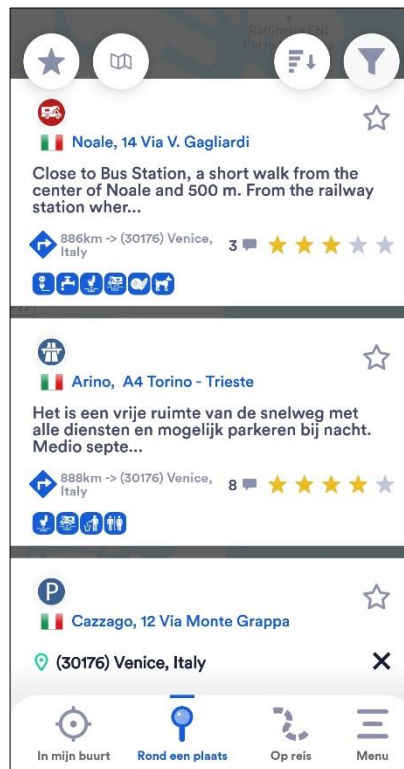 Raffineria ENI
Noale, 14 Via V. Gagliardi
Close to Bus Station, a short walk from the
center of Noale and 500 m. From the railway
station wher...
886km -> (30176) Venice,
Italy
3
Arino, A4 Torino - Trieste
Het is een vrije ruimte van de snelweg met
alle diensten en mogelijk parkeren bij nacht.
Medio septe...
888km -> (30176) Venice,
Italy
8
P
Cazzago, 12 Via Monte Grappa
(30176) Venice, Italy
In mijn buurt
Rond een plaats
Op reis
Menu